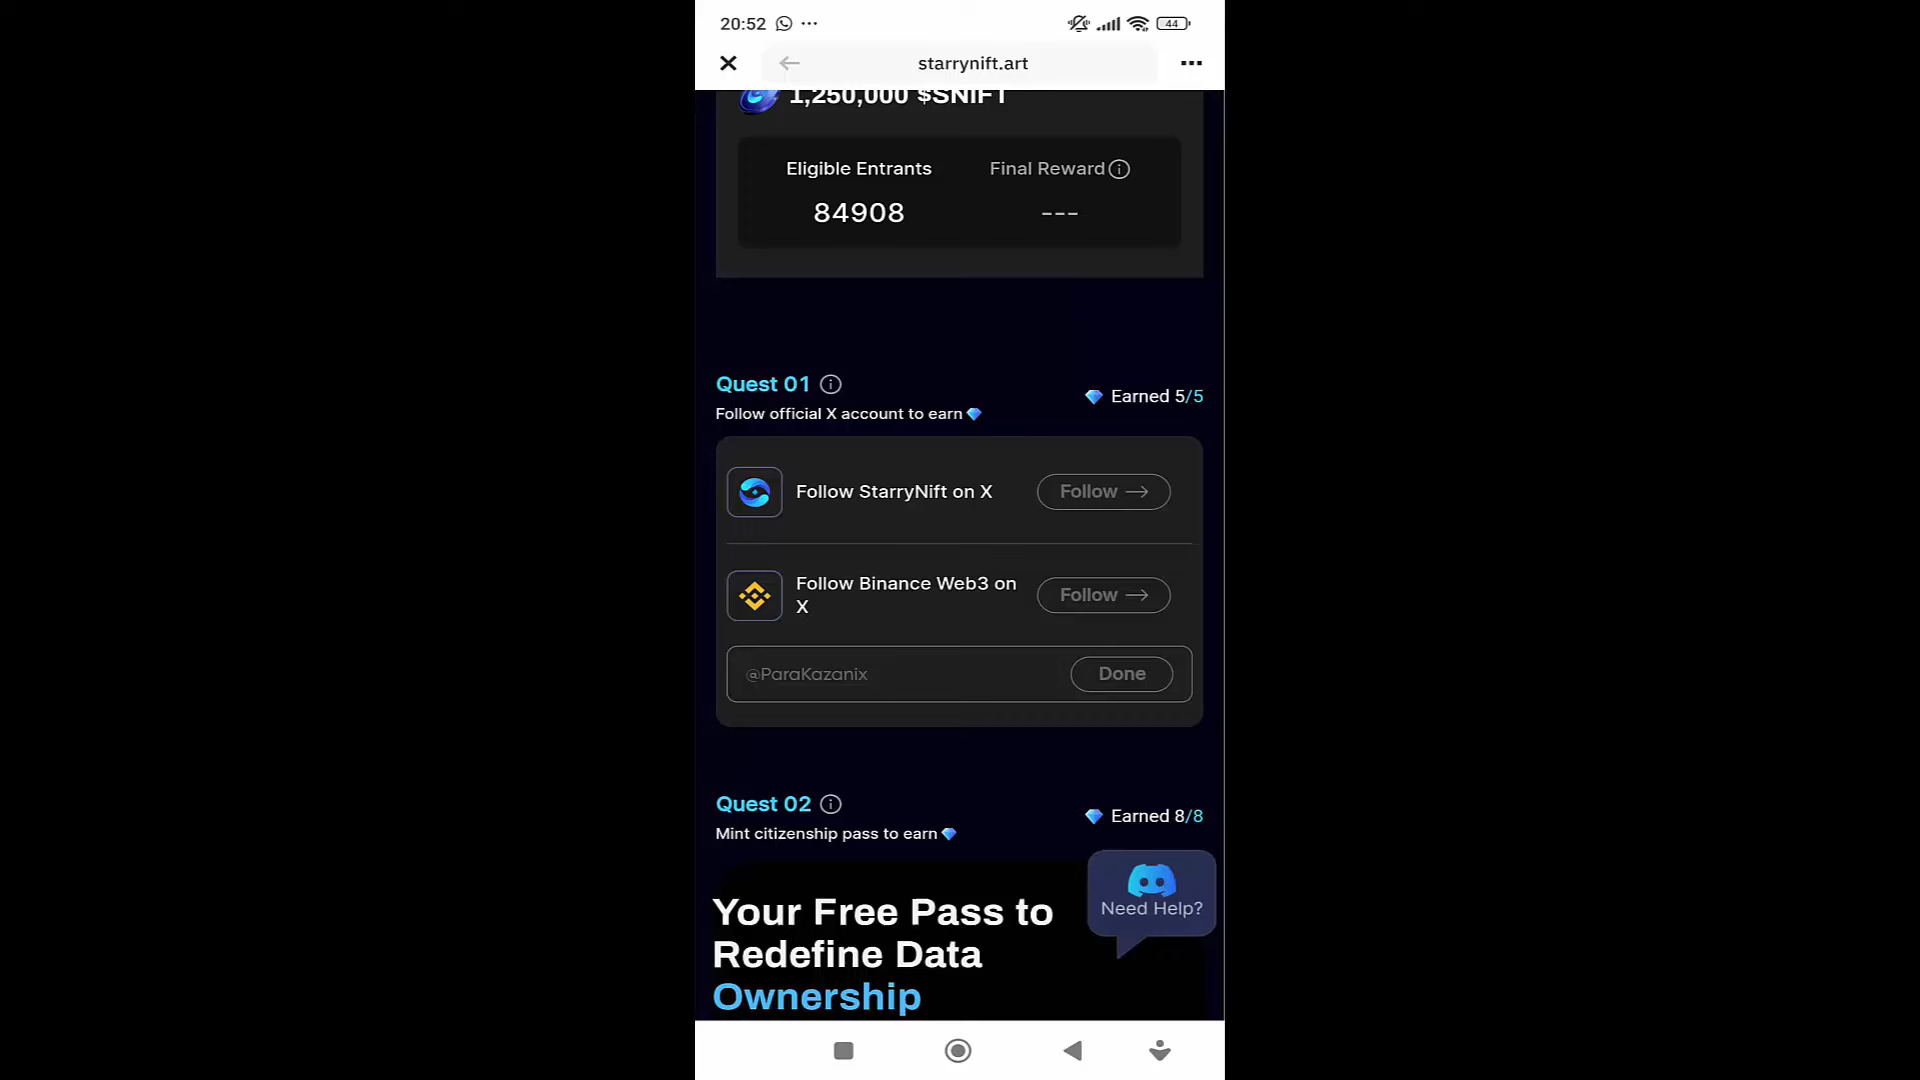 20:52
44
starrynift.art
1,250,000 $SNIFT
Eligible Entrants
Final Reward
84908
---
Quest 01
Earned 5/5
Follow official X account to earn
Follow StarryNift on X
Follow →
Follow Binance Web3 on
X
Follow →
@ParaKazanix
Done
Quest 02
Earned 8/8
Mint citizenship pass to earn
Your Free Pass to
Redefine Data
Ownership
Need Help?